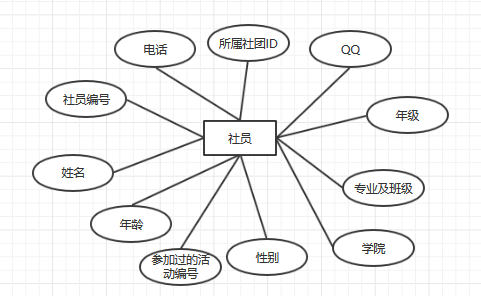 所属社团ID
电话
QQ
社员编号
年级
社员
姓名
专业及班级
年龄
学院
性别
参加过的活
动编号